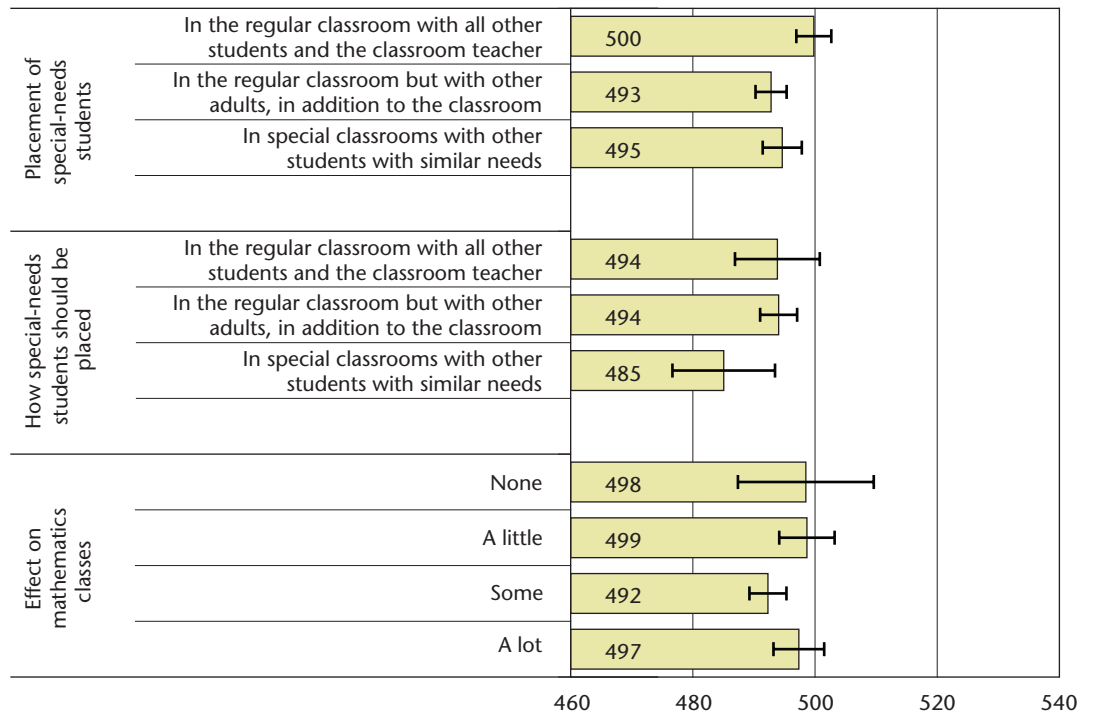 Placement of
special-needs
students
In the regular classroom with all other
students and the classroom teacher
500
In the regular classroom but with other
adults, in addition to the classroom
493
In special classrooms with other
students with similar needs
495
How special-needs
students should be
placed
In the regular classroom with all other
students and the classroom teacher
494
In the regular classroom but with other
adults, in addition to the classroom
494
In special classrooms with other
students with similar needs
485
Effect on
mathematics
classes
None
498
A little
499
Some
492
A lot
497
460 480 500 520 540